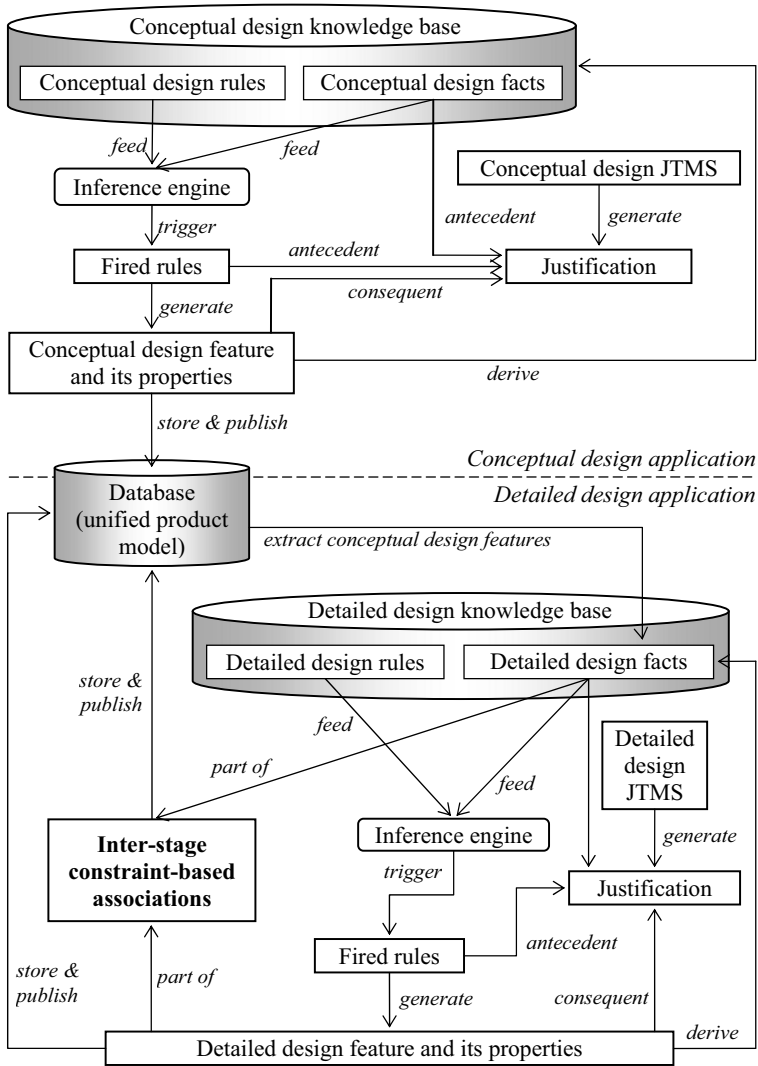 Conceptual design knowledge base
Conceptual design rules
Conceptual design facts
feed
feed
Inference engine
Conceptual design JTMS
trigger
antecedent
generate
Fired rules
antecedent
Justification
generate
consequent
Conceptual design feature
and its properties
derive
store & publish
Conceptual design application
Detailed design application
Database
(unified product
model)
extract conceptual design features
Detailed design knowledge base
Detailed design rules
Detailed design facts
store &
publish
feed
part of
feed
Detailed
design
JTMS
Inter-stage
constraint-based
associations
Inference engine
generate
trigger
Justification
Fired rules
antecedent
store &
publish
part of
generate
consequent
derive
Detailed design feature and its properties